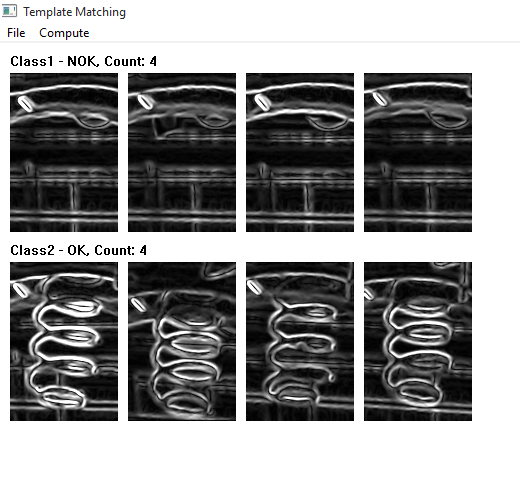 Template Matching
File Compute
Class1 - NOK, Count: 4
Class2 - OK, Count: 4